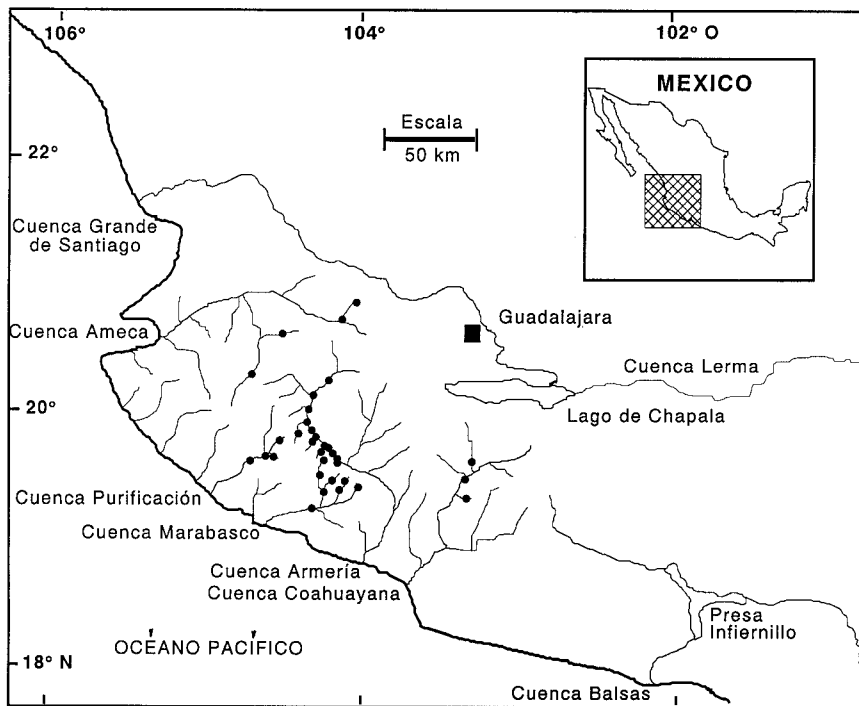 106°
104°
102° O
MEXICO
Escala
50 km
22°
Cuenca Grande
de Santiago
Guadalajara
Cuenca Ameca
Cuenca Lerma
20°
Lago de Chapala
Cuenca Purificación
Cuenca Marabasco
Cuenca Armería
Cuenca Coahuayana
Presa
Infiernillo
OCEANO PACIFICO
18° N
Cuenca Balsas